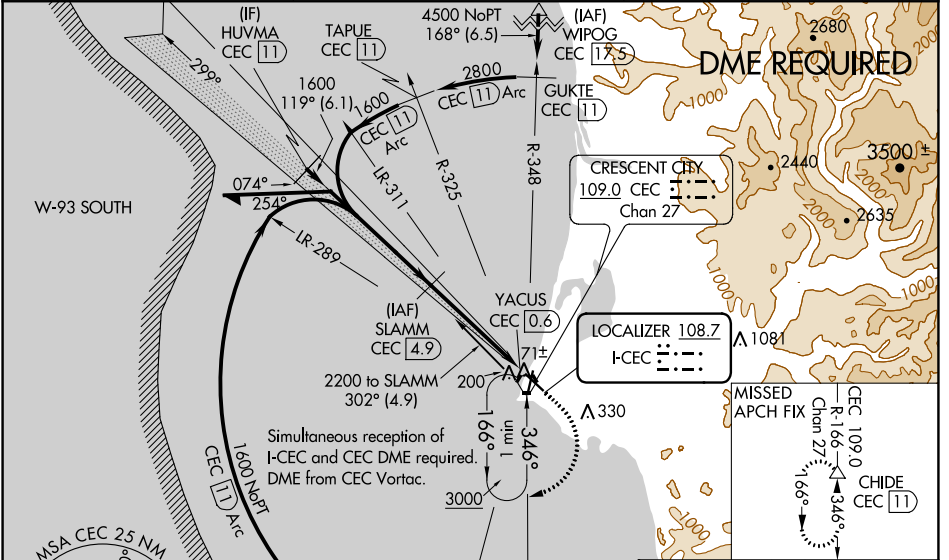 (IF)
HUVMA
CEC 11
TAPUE
CEC 11
4500 NoPT
168° (6.5)
(IAF)
WIPOG
CEC 17.5
2680
DME REQUIRED
299°
1600
119° (6.1)
2800
CEC 11 Arc
GUKTE
CEC 11
1000
1600
CEC 11
Arc
LR-311
R-325
R-348
3500 ±
2440
2000
2635
2000
1000
CRESCENT CITY
109.0 CEC
Chan 27
074°
254°
W-93 SOUTH
LR-289
(IAF)
SLAMM
CEC 4.9
YACUS
CEC 0.6
LOCALIZER 108.7
I-CEC
1081
71±
200
2200 to SLAMM
302° (4.9)
330
166°
1 min
346°
3000
Simultaneous reception of
I-CEC and CEC DME required.
DME from CEC Vortac.
1600 NoPT
CEC 11 Arc
MISSED
APCH FIX
CEC 109.0
R-166
Chan 27
CHIDE
CEC 11
166°
346°
MSA CEC 25 NM